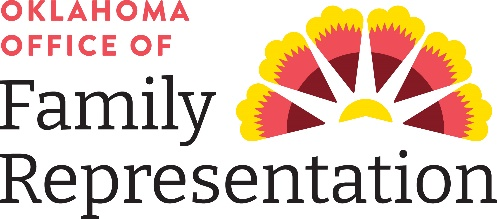 OKLAHOMA
OFFICE OF
Family
Representation